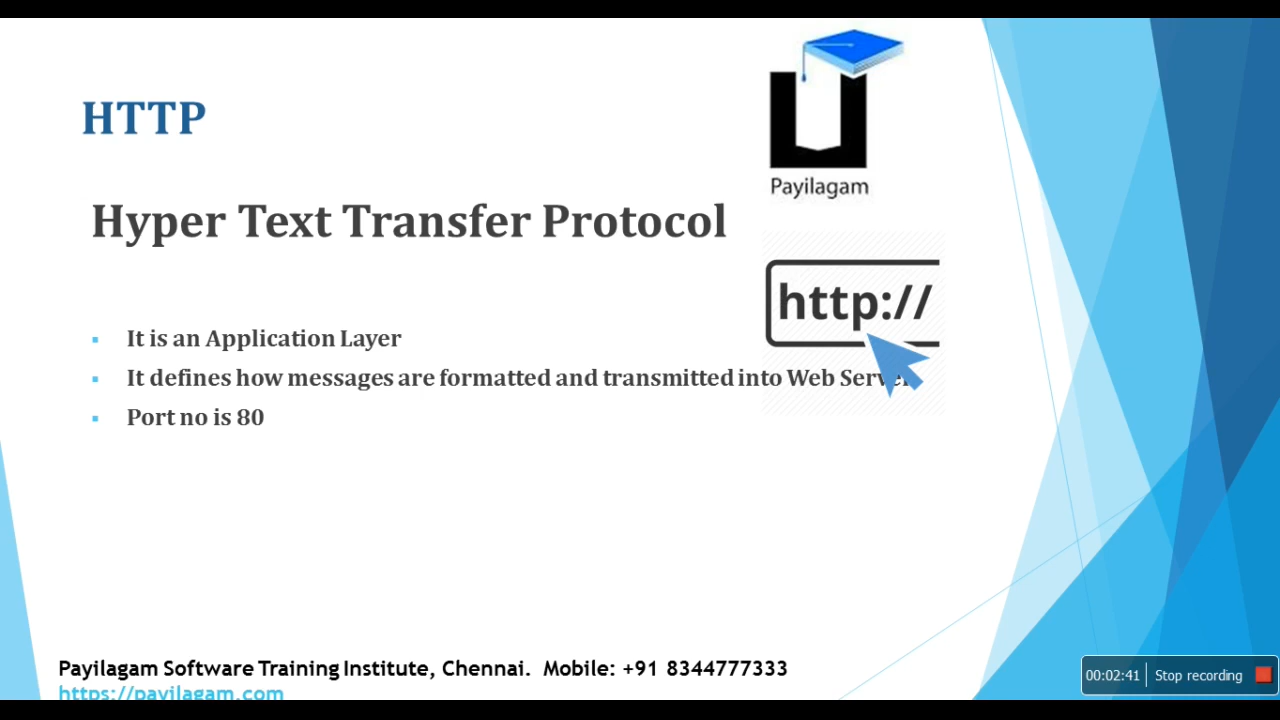 HTTP
Payilagam
Hyper Text Transfer Protocol
http://
It is an Application Layer
It defines how messages are formatted and transmitted into Web Server
Port no is 80
Payilagam Software Training Institute, Chennai. Mobile: +91 8344777333
https://payilagam.com
00:02:41 Stop recording